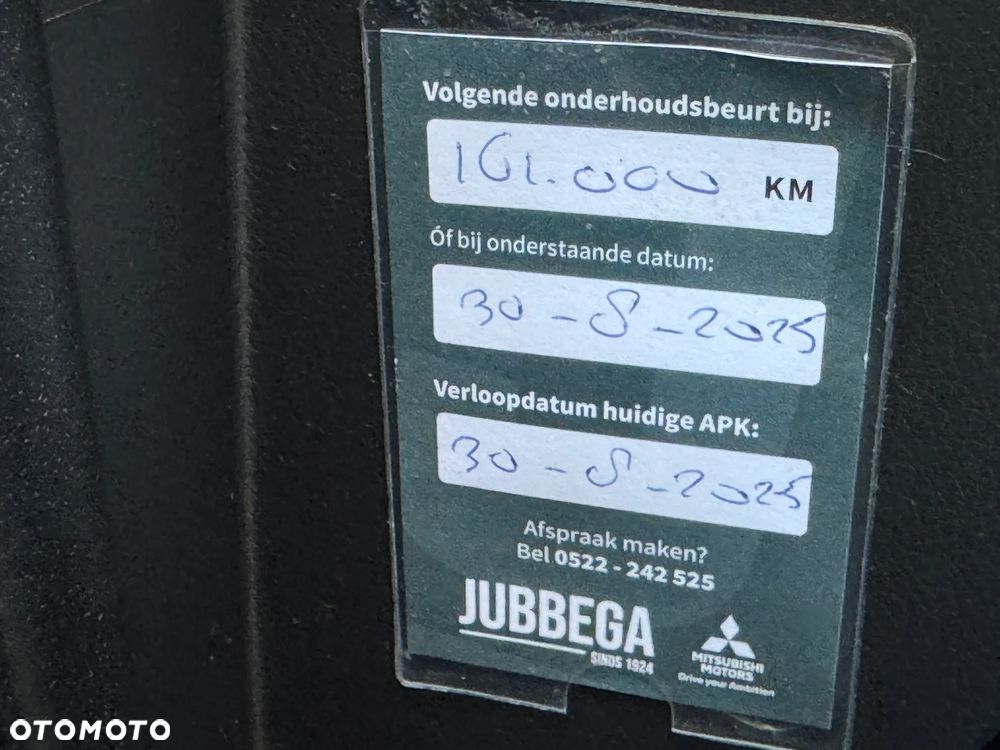 Volgende onderhoudsbeurt bij:
161.000 KM
Óf bij onderstaande datum:
30-8-2025
Verloopdatum huidige APK:
30-8-2025
Afspraak maken?
Bel 0522 - 242 525
JUBBEGA
SINDS 1924
MITSUBISHI
MOTORS
Drive your Ambition
OTOMOTO